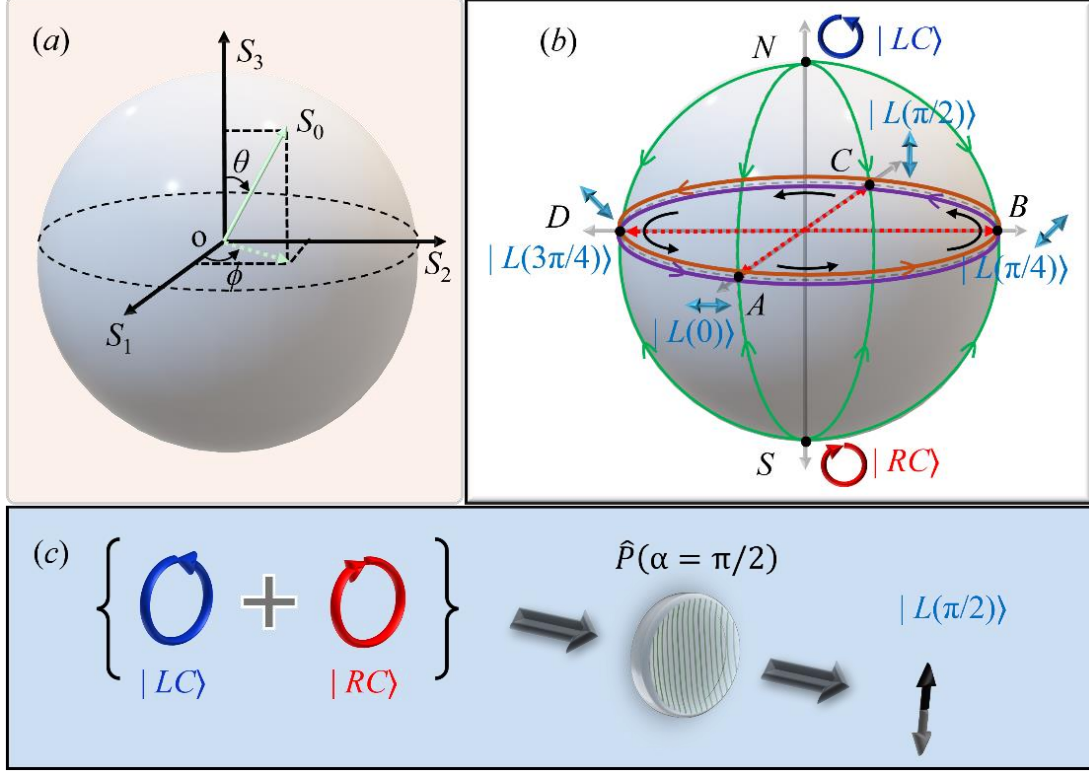 (a)
S₃
S₀
θ
o
S₂
ϕ
S₁
(b)
N
| LC⟩
| L(π/2)⟩
C
D
B
| L(3π/4)⟩
| L(π/4)⟩
A
| L(0)⟩
S
| RC⟩
(c)
P̂(α = π/2)
| L(π/2)⟩
| LC⟩
| RC⟩